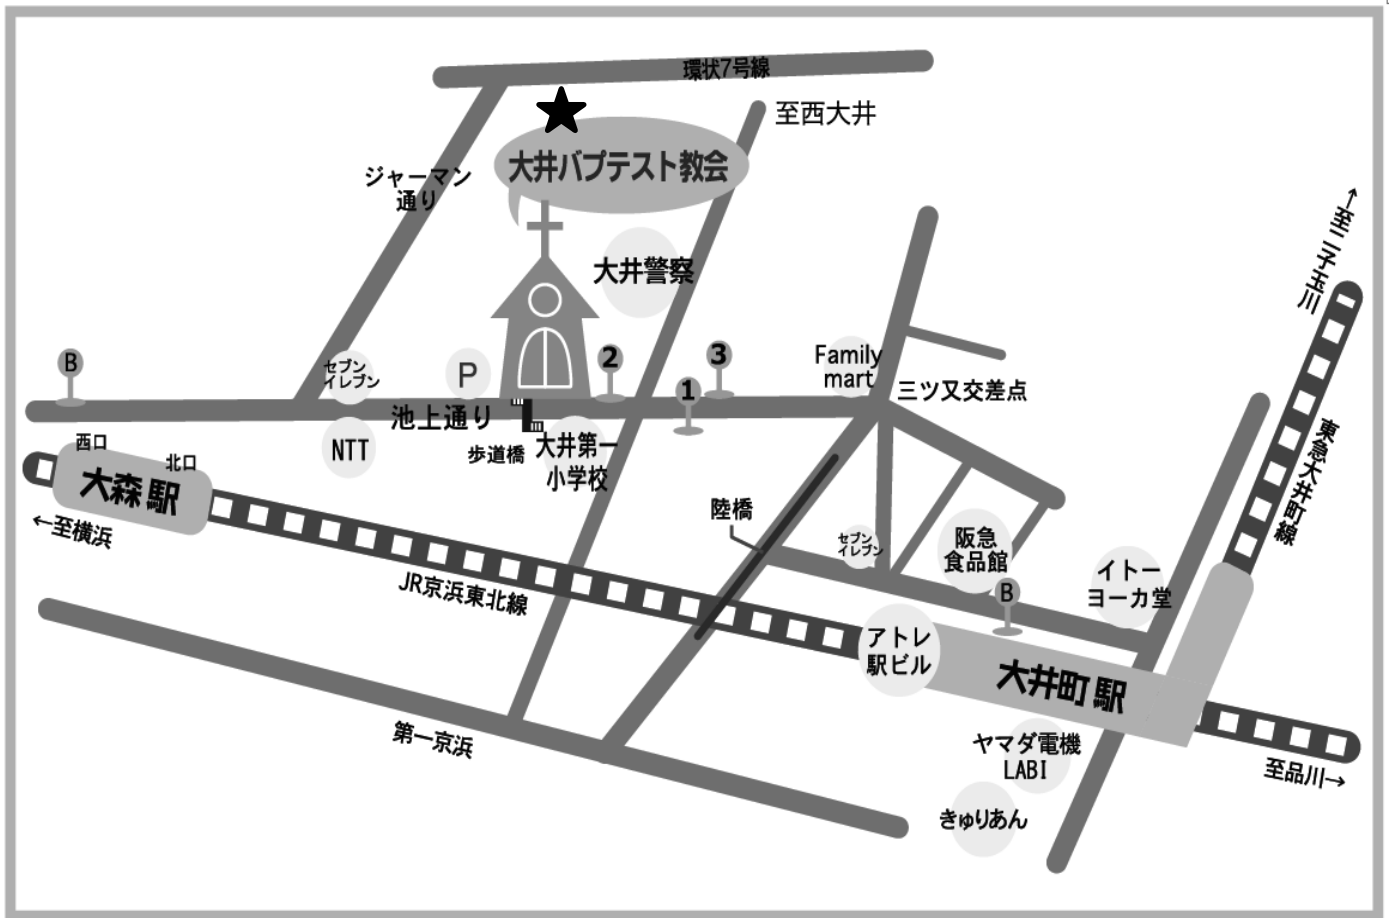 環状7号線
至西大井
大井バプテスト教会
ジャーマン
通り
←至二子玉川
大井警察
B
セブン
イレブン
P
2
1
3
Family
mart
三ツ又交差点
池上通り
NTT
歩道橋
大井第一
小学校
西口
北口
大森駅
←至横浜
JR京浜東北線
陸橋
セブン
イレブン
阪急
食品館
B
イトー
ヨーカ堂
東急大井町線
アトレ
駅ビル
大井町駅
第一京浜
ヤマダ電機
LABI
きゅりあん
至品川→